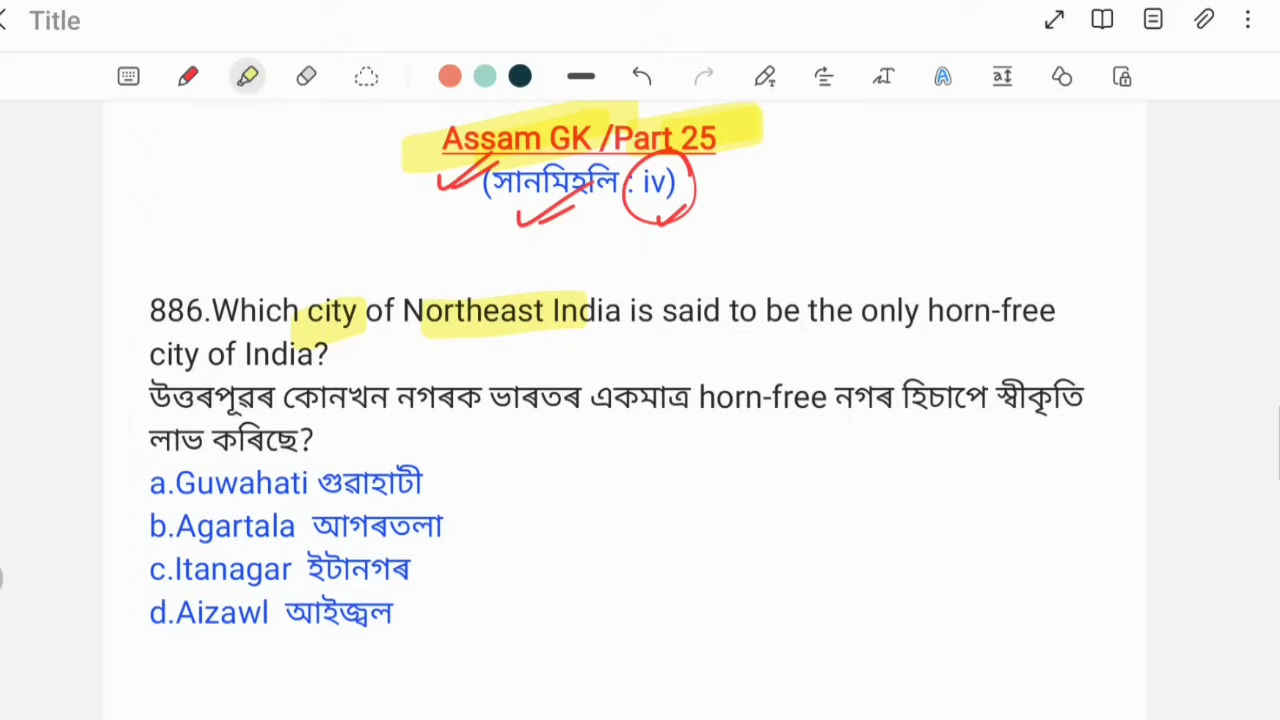 Title
Assam GK /Part 25
(সানমিহলি : iv)
886.Which city of Northeast India is said to be the only horn-free
city of India?
উত্তৰপূৱৰ কোনখন নগৰক ভাৰতৰ একমাত্ৰ horn-free নগৰ হিচাপে স্বীকৃতি
লাভ কৰিছে?
a.Guwahati গুৱাহাটী
b.Agartala আগৰতলা
c.Itanagar ইটানগৰ
d.Aizawl আইজ্বল